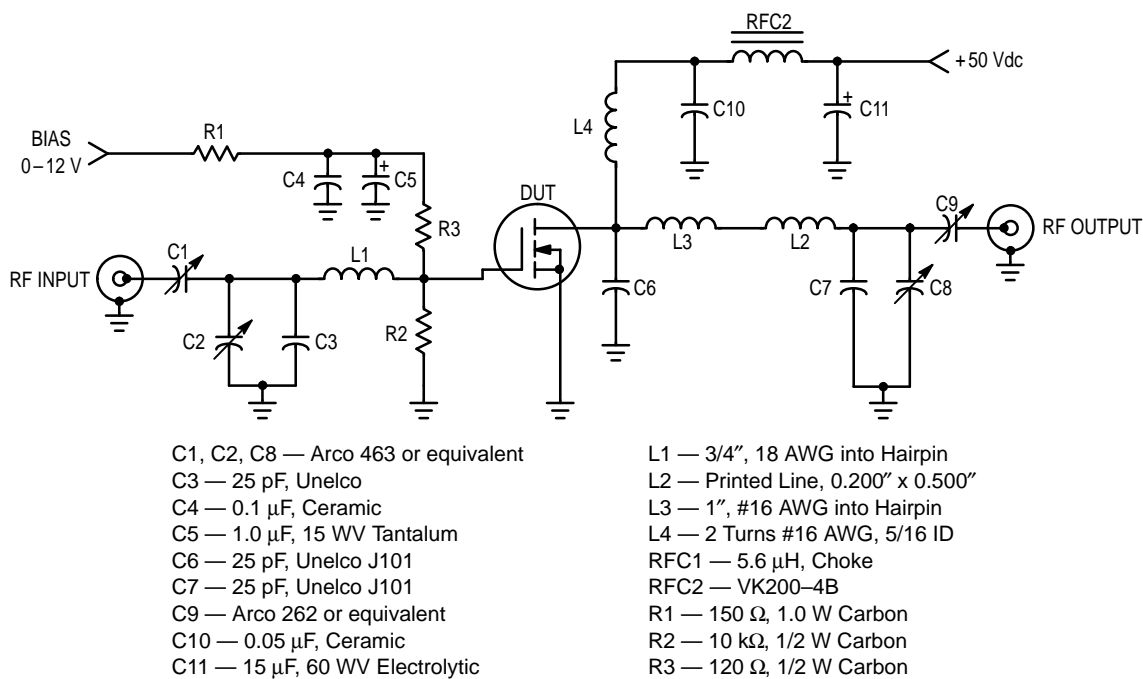 RFC2
+50 Vdc
C10
C11
+
L4
BIAS
0–12 V
R1
C4
+
C5
DUT
R3
C9
RF OUTPUT
L3
L2
C1
L1
RF INPUT
C6
C7
C8
R2
C2
C3
C1, C2, C8 — Arco 463 or equivalent
C3 — 25 pF, Unelco
C4 — 0.1 μF, Ceramic
C5 — 1.0 μF, 15 WV Tantalum
C6 — 25 pF, Unelco J101
C7 — 25 pF, Unelco J101
C9 — Arco 262 or equivalent
C10 — 0.05 μF, Ceramic
C11 — 15 μF, 60 WV Electrolytic
L1 — 3/4″, 18 AWG into Hairpin
L2 — Printed Line, 0.200″ x 0.500″
L3 — 1″, #16 AWG into Hairpin
L4 — 2 Turns #16 AWG, 5/16 ID
RFC1 — 5.6 μH, Choke
RFC2 — VK200–4B
R1 — 150 Ω, 1.0 W Carbon
R2 — 10 kΩ, 1/2 W Carbon
R3 — 120 Ω, 1/2 W Carbon